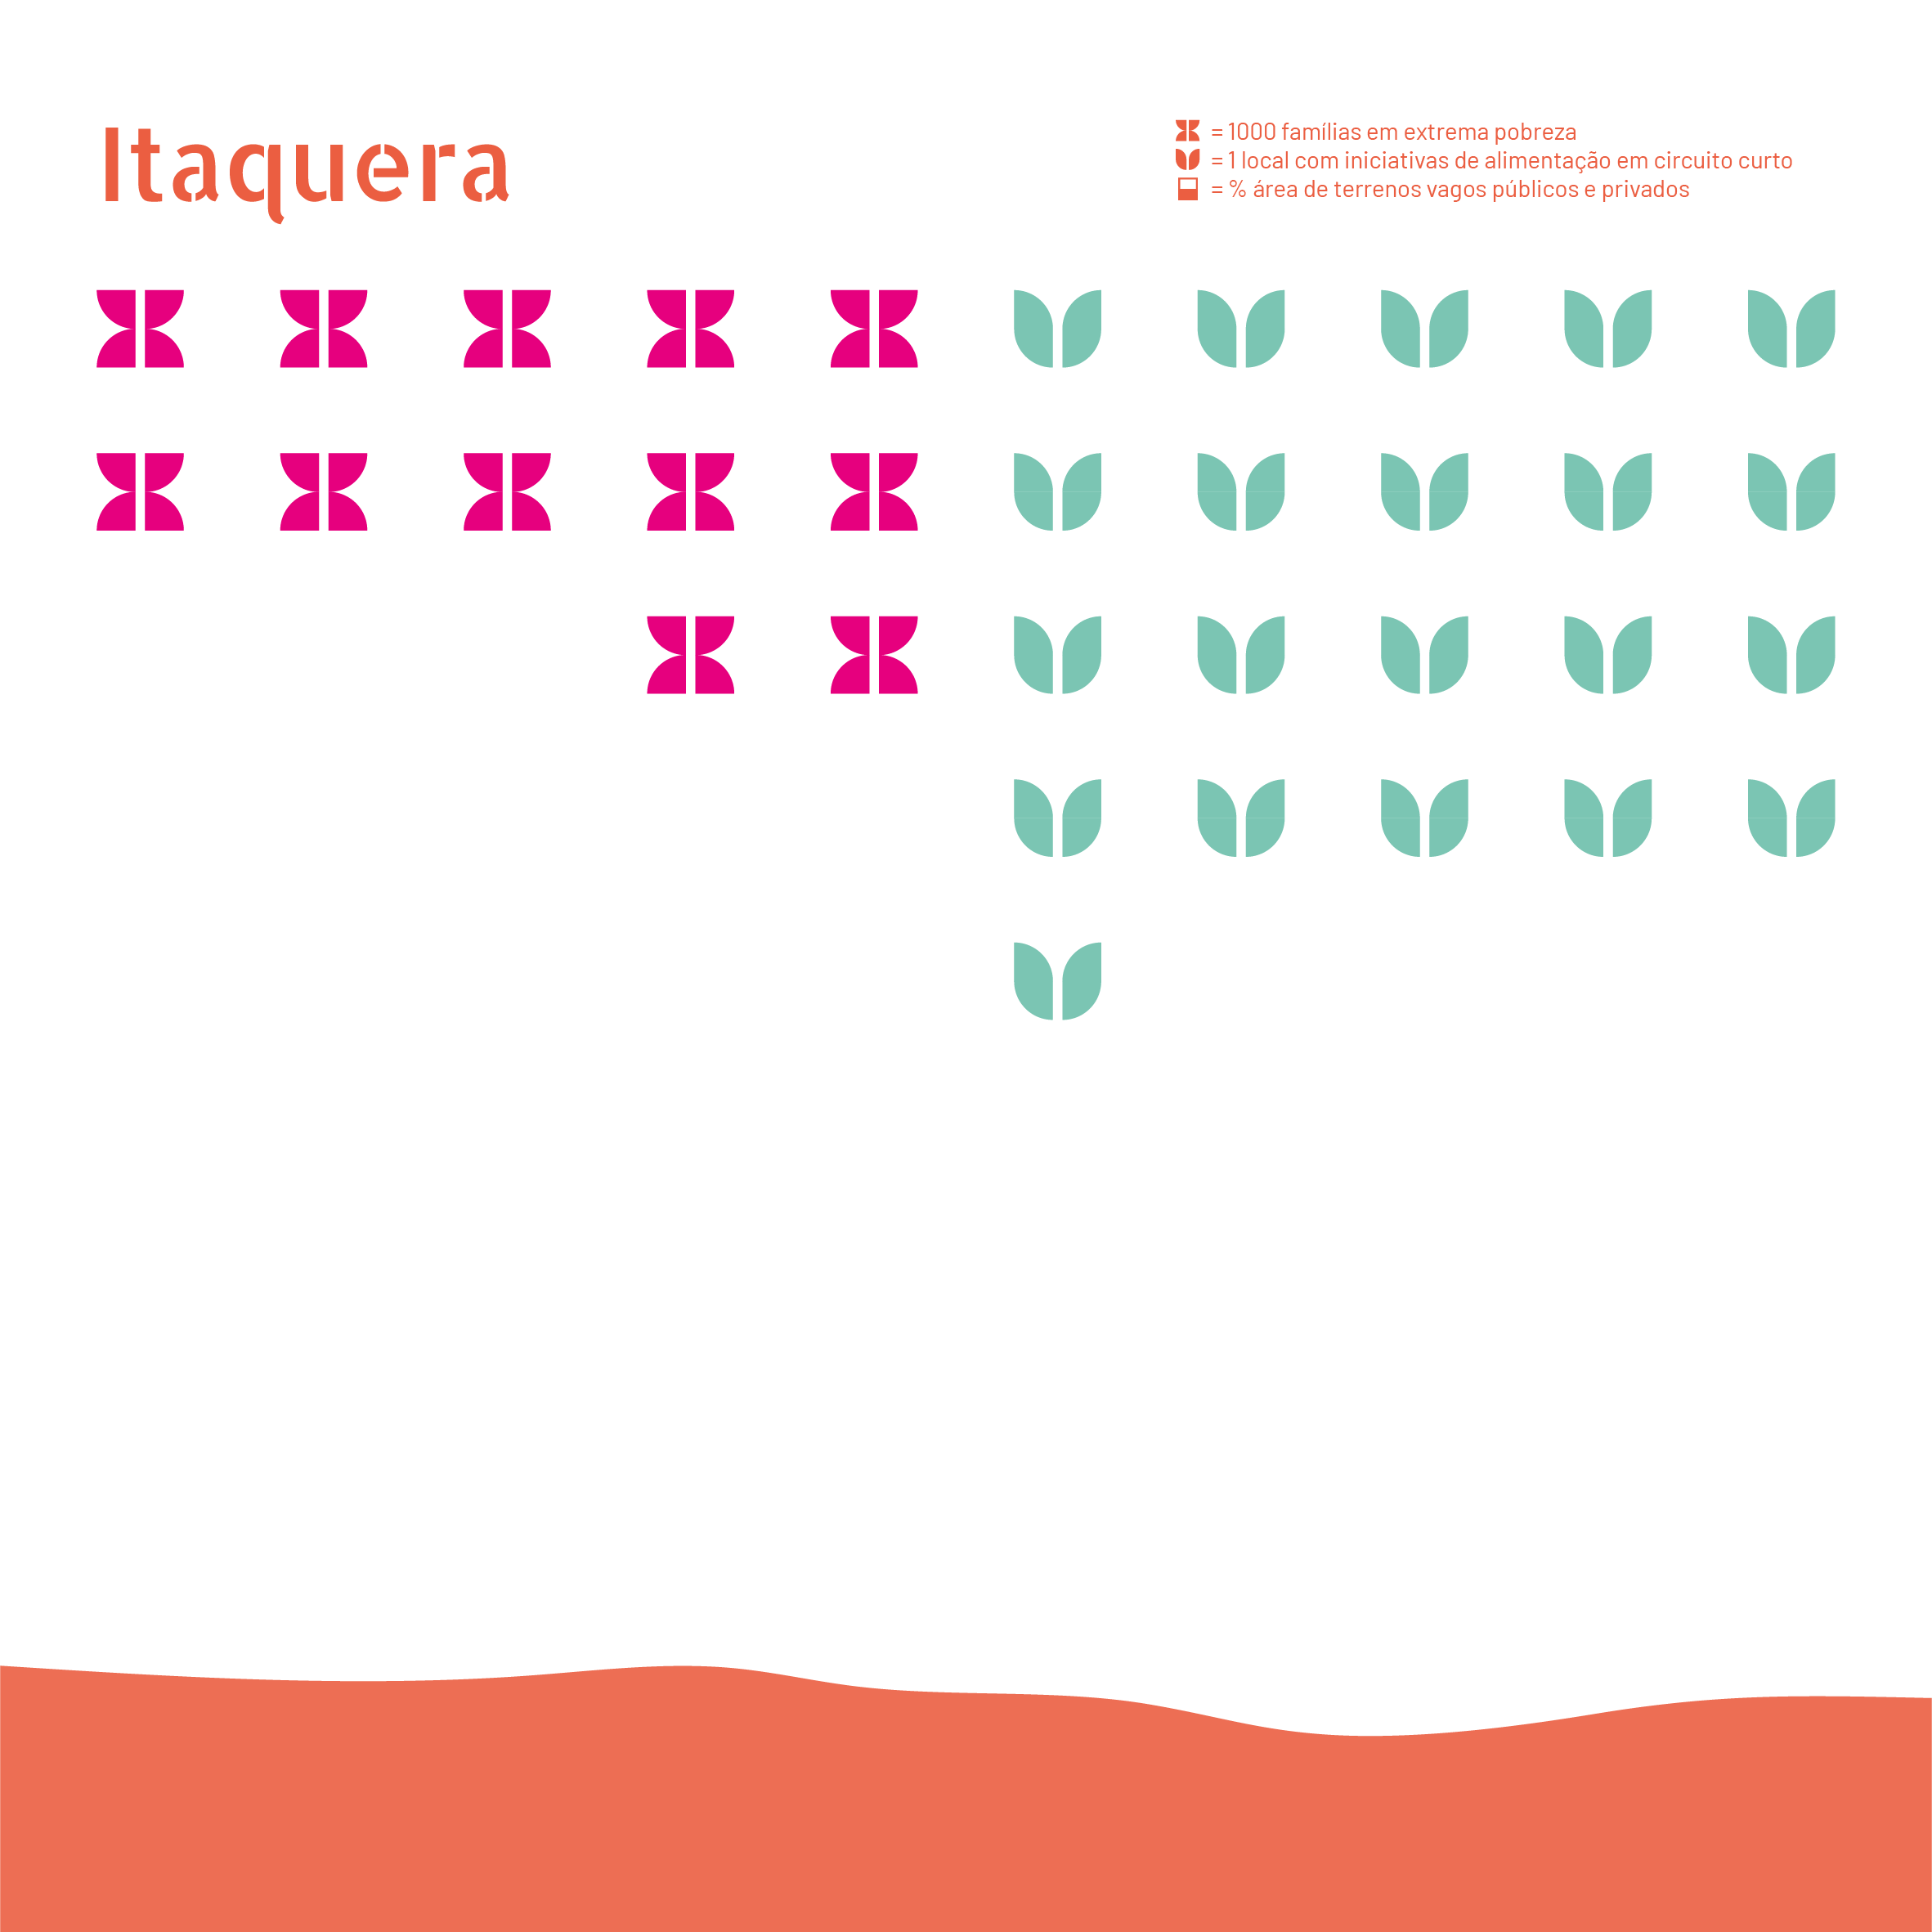 Itaquera
= 1000 famílias em extrema pobreza
= 1 local com iniciativas de alimentação em circuito curto
= % área de terrenos vagos públicos e privados